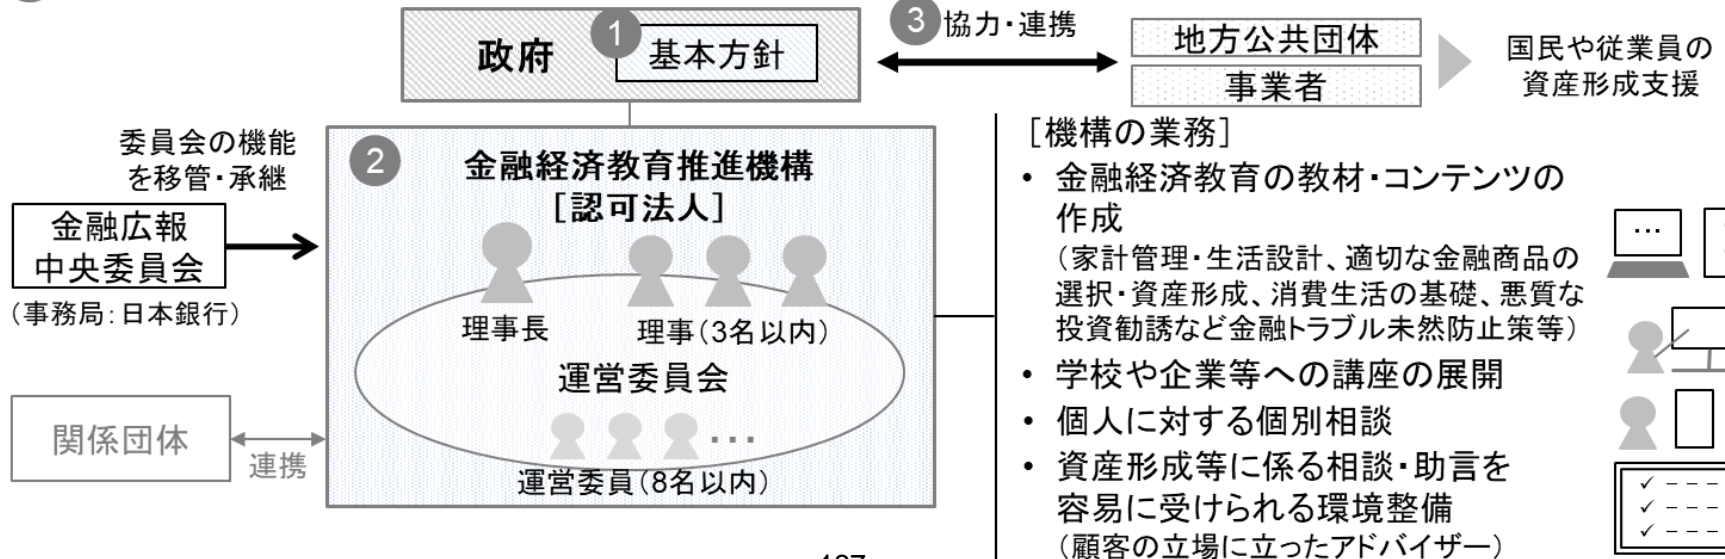 政府
1
基本方針
3
協力・連携
地方公共団体
事業者
国民や従業員の
資産形成支援
委員会の機能
を移管・承継
金融広報
中央委員会
（事務局：日本銀行）
関係団体
連携
2
金融経済教育推進機構
［認可法人］
理事長
理事（3名以内）
運営委員会
…
運営委員（8名以内）
［機構の業務］
• 金融経済教育の教材・コンテンツの
作成
（家計管理・生活設計、適切な金融商品の
選択・資産形成、消費生活の基礎、悪質な
投資勧誘など金融トラブル未然防止策等）
• 学校や企業等への講座の展開
• 個人に対する個別相談
• 資産形成等に係る相談・助言を
容易に受けられる環境整備
（顧客の立場に立ったアドバイザー）
…